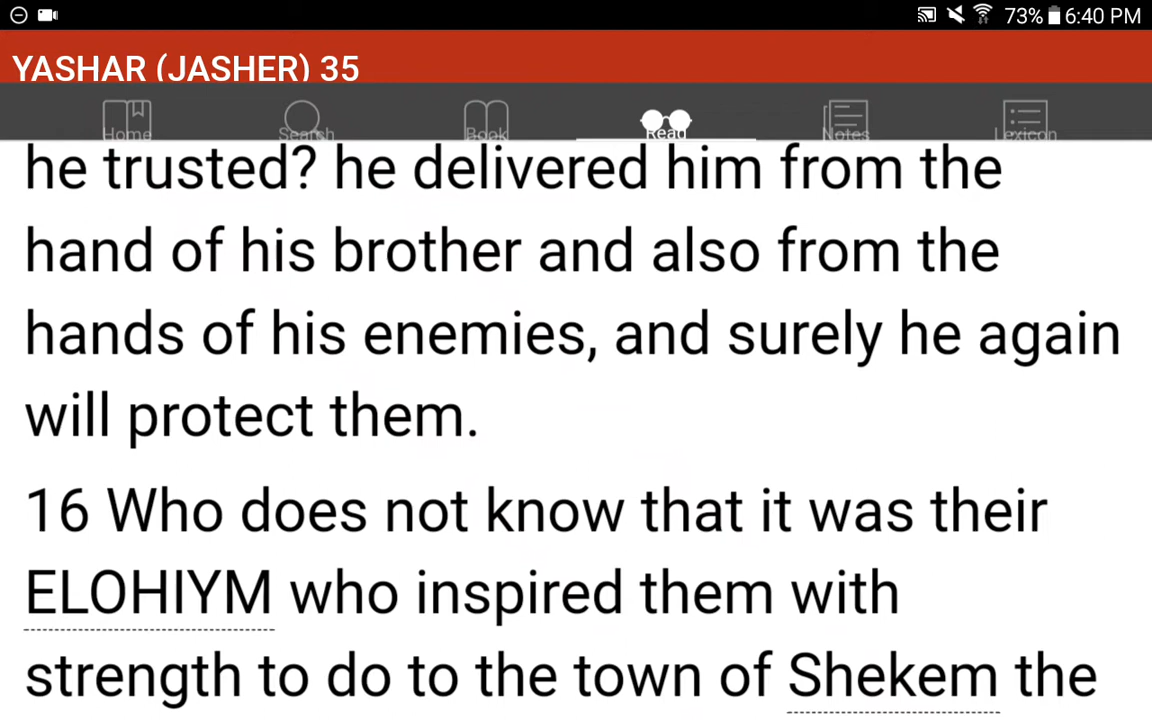 73% 6:40 PM
YASHAR (JASHER) 35
Home Search Book Read Notes Lexicon
he trusted? he delivered him from the
hand of his brother and also from the
hands of his enemies, and surely he again
will protect them.
16 Who does not know that it was their
ELOHIYM who inspired them with
strength to do to the town of Shekem the